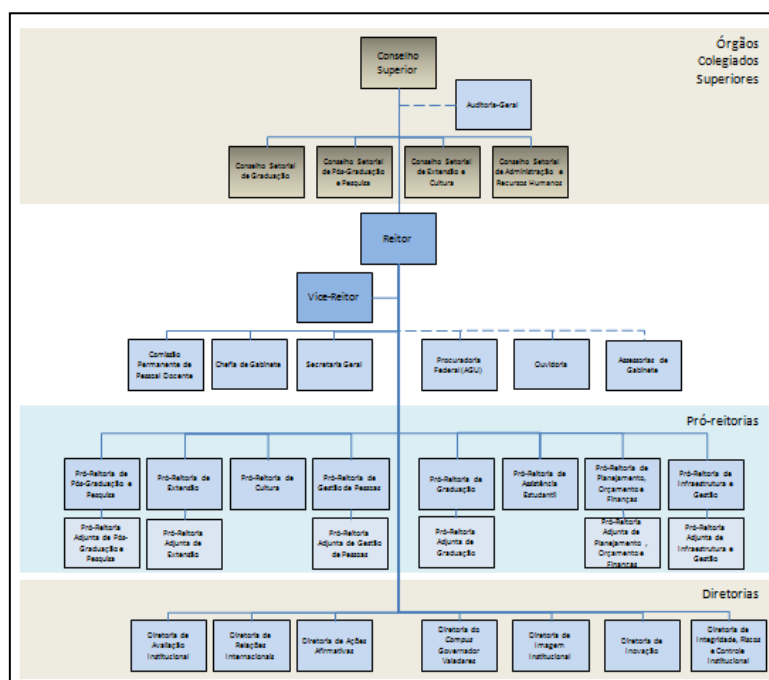 Órgãos
Colegiados
Superiores
Conselho
Superior
Auditoria-Geral
Conselho Setorial
de Graduação
Conselho Setorial
de Pós-Graduação
e Pesquisa
Conselho Setorial
de Extensão e
Cultura
Conselho Setorial
de Administração e
Recursos Humanos
Reitor
Vice-Reitor
Comissão
Permanente de
Pessoal Docente
Chefia de Gabinete
Secretaria Geral
Procuradoria
Federal (AGU)
Ouvidoria
Assessorias de
Gabinete
Pró-reitorias
Pró-Reitoria de
Pós-Graduação e
Pesquisa
Pró-Reitoria de
Extensão
Pró-Reitoria de
Cultura
Pró-Reitoria de
Gestão de Pessoas
Pró-Reitoria de
Graduação
Pró-Reitoria de
Assistência
Estudantil
Pró-Reitoria de
Planejamento,
Orçamento e
Finanças
Pró-Reitoria de
Infraestrutura e
Gestão
Pró-Reitoria
Adjunta de Pós-
Graduação e
Pesquisa
Pró-Reitoria
Adjunta de
Extensão
Pró-Reitoria
Adjunta de Gestão
de Pessoas
Pró-Reitoria
Adjunta de
Graduação
Pró-Reitoria
Adjunta de
Planejamento ,
Orçamento e
Finanças
Pró-Reitoria
Adjunta de
Infraestrutura e
Gestão
Diretorias
Diretoria de
Avaliação
Institucional
Diretoria de
Relações
Internacionais
Diretoria de Ações
Afirmativas
Diretoria do
Campus
Governador
Valadares
Diretoria de
Imagem
Institucional
Diretoria de
Inovação
Diretoria de
Integridade, Riscos
e Controle
Institucional